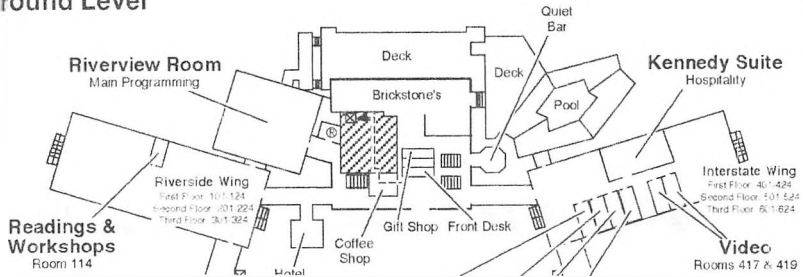 round Level
Quiet
Bar
Riverview Room
Main Programming
Deck
Deck
Kennedy Suite
Hospitality
Brickstone's
Pool
®
Riverside Wing
First Floor: 101-124
Second Floor: 201-224
Third Floor: 301-324
Interstate Wing
First Floor: 401-424
Second Floor: 501-524
Third Floor: 601-624
Readings &
Workshops
Room 114
Coffee
Shop
Gift Shop
Front Desk
Video
Rooms 417 & 419
Hotel